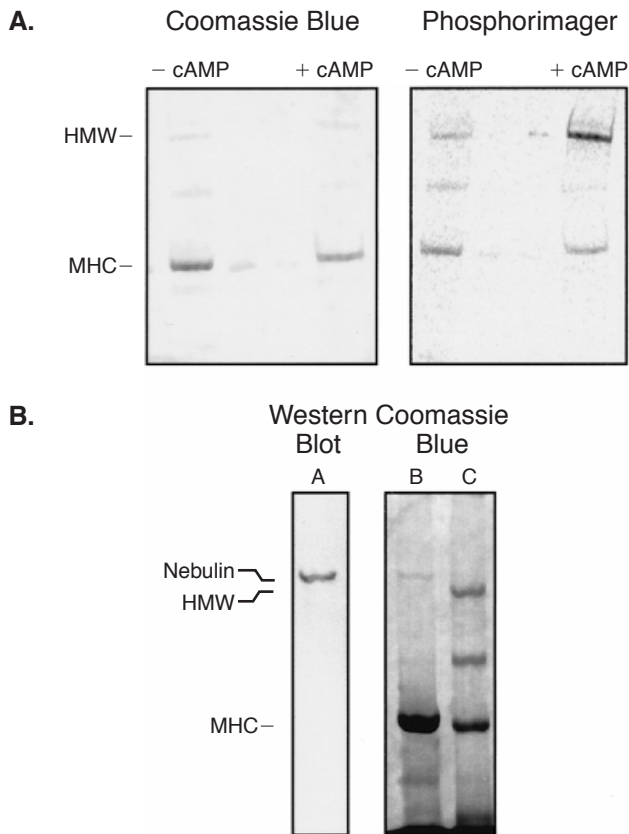 A.
Coomassie Blue
Phosphorimager
– cAMP
+ cAMP
– cAMP
+ cAMP
HMW–
MHC–
B.
Western
Blot
Coomassie
Blue
A
B
C
Nebulin
HMW
MHC–